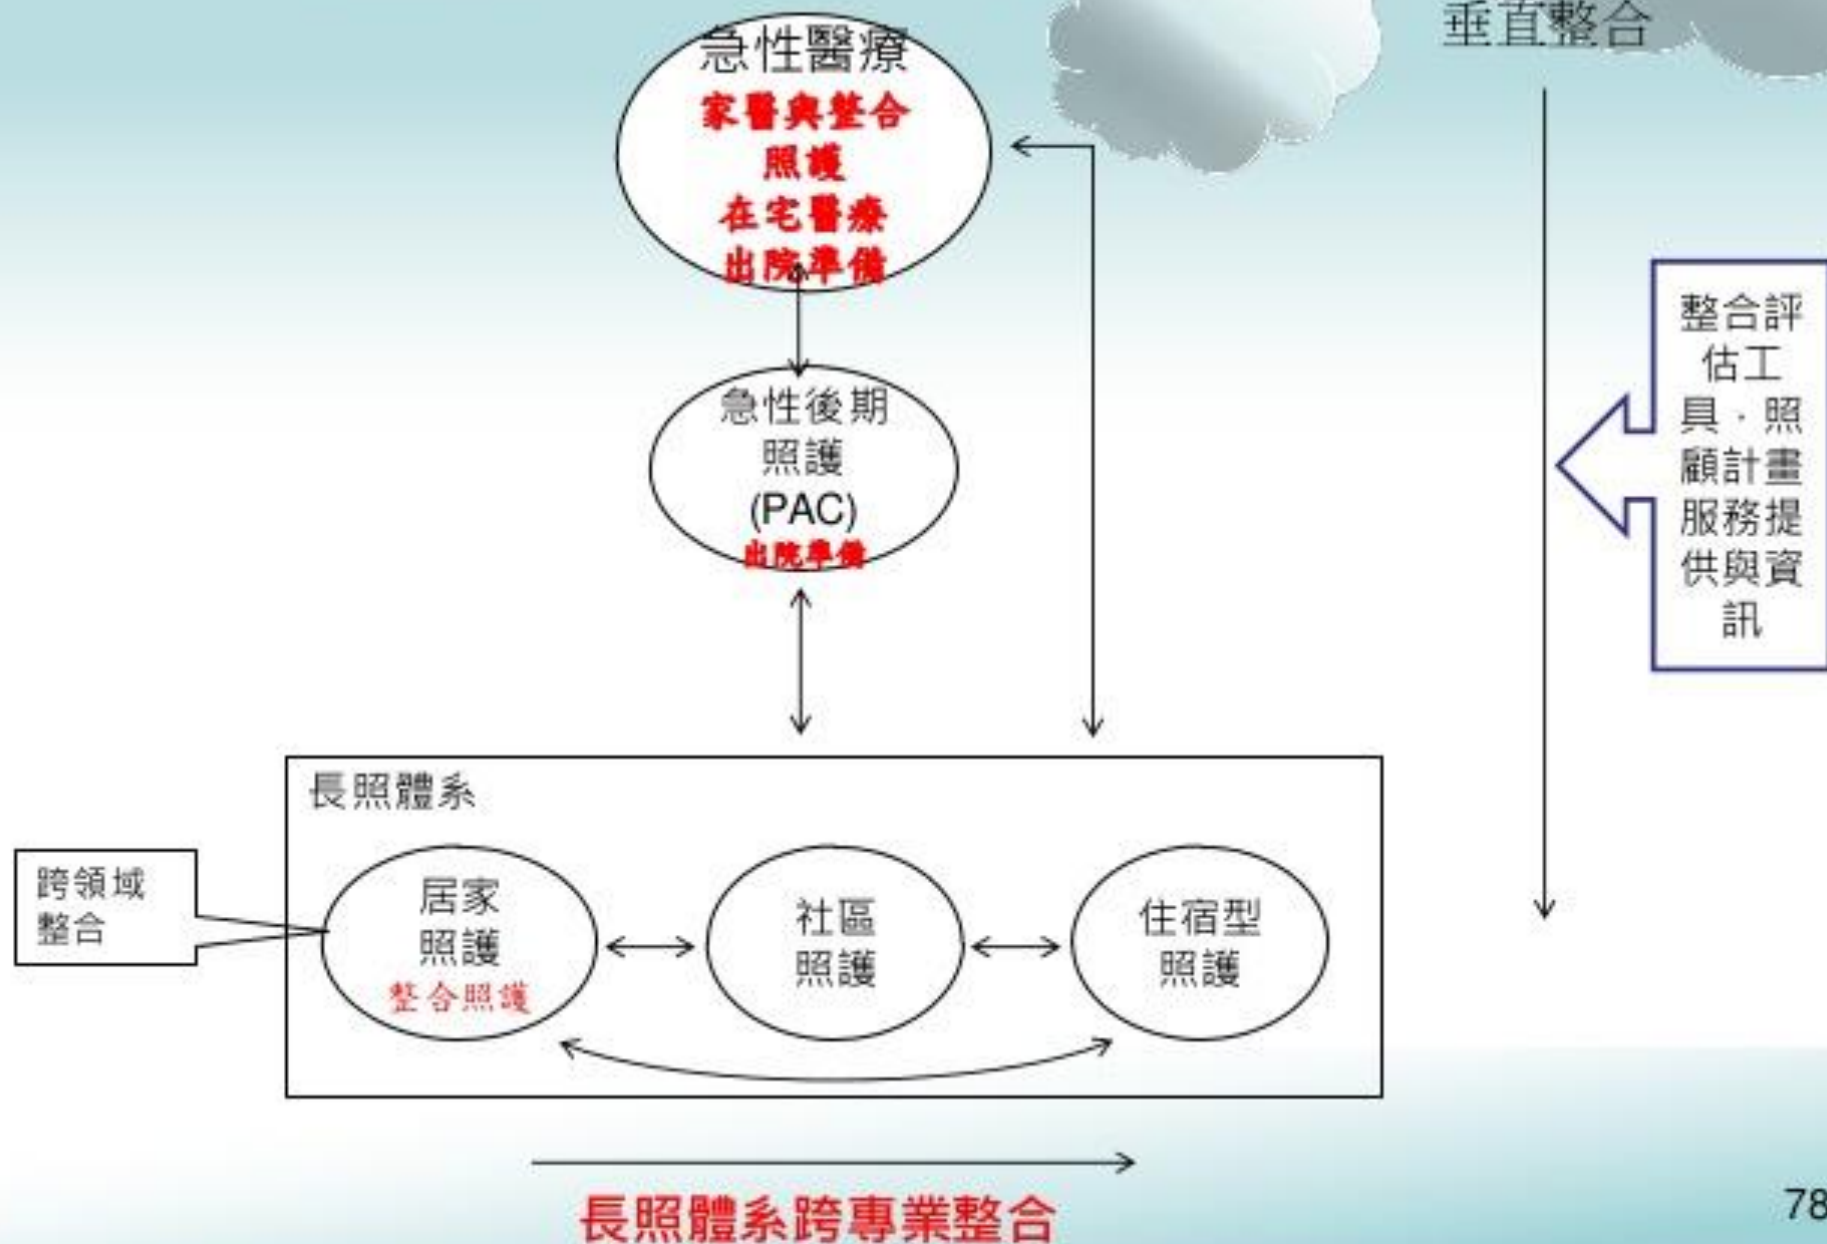 垂直整合
急性醫療
家醫與整合
照護
在宅醫療
出院準備
整合評
估工
具，照
顧計畫
服務提
供與資
訊
急性後期
照護
(PAC)
出院準備
長照體系
跨領域
整合
居家
照護
整合照護
社區
照護
住宿型
照護
長照體系跨專業整合
78